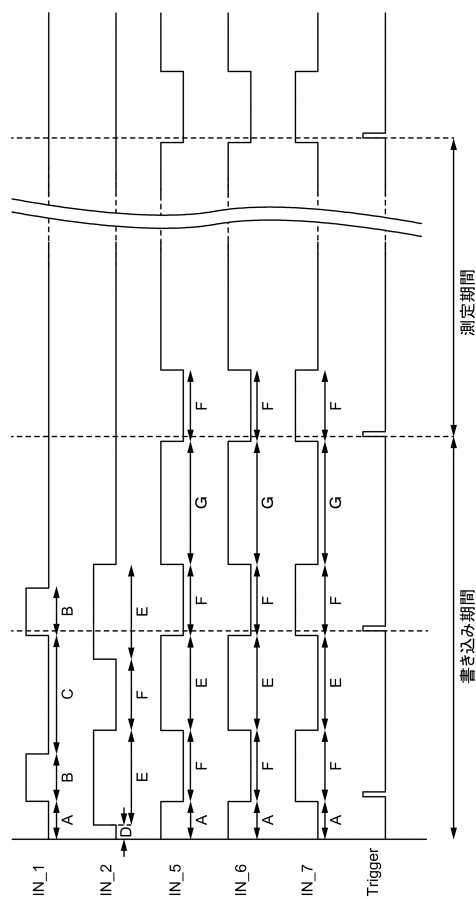 IN_1
A
B
C
B
IN_2
D
E
F
E
IN_5
A
F
E
F
G
F
IN_6
A
F
E
F
G
F
IN_7
A
F
E
F
G
F
Trigger
書き込み期間
測定期間